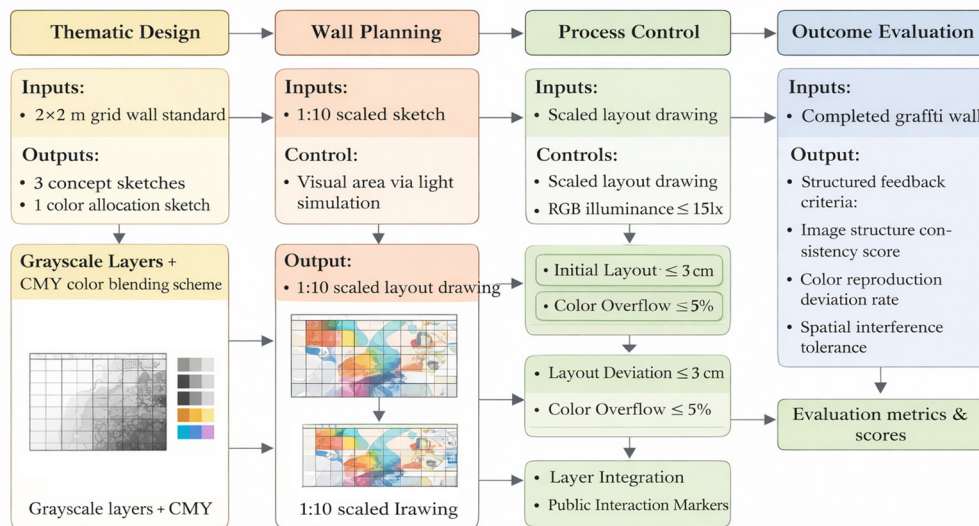 Thematic Design
Wall Planning
Process Control
Outcome Evaluation
Inputs:
• 2×2 m grid wall standard
Outputs:
• 3 concept sketches
• 1 color allocation sketch
Grayscale Layers +
CMY color blending scheme
Grayscale layers + CMY
Inputs:
• 1:10 scaled sketch
Control:
• Visual area via light
simulation
Output:
• 1:10 scaled layout drawing
1:10 scaled Irawing
Inputs:
• Scaled layout drawing
Controls:
• Scaled layout drawing
• RGB illuminance ≤ 15lx
• Initial Layout ≤ 3 cm
• Color Overflow ≤5%
• Layout Deviation ≤ 3 cm
• Color Overflow ≤ 5%
• Layer Integration
• Public Interaction Markers
Inputs:
• Completed graffti wall
Output:
• Structured feedback
criteria:
• Image structure con-
sistency score
• Color reproduction
deviation rate
• Spatial interference
tolerance
Evaluation metrics &
scores